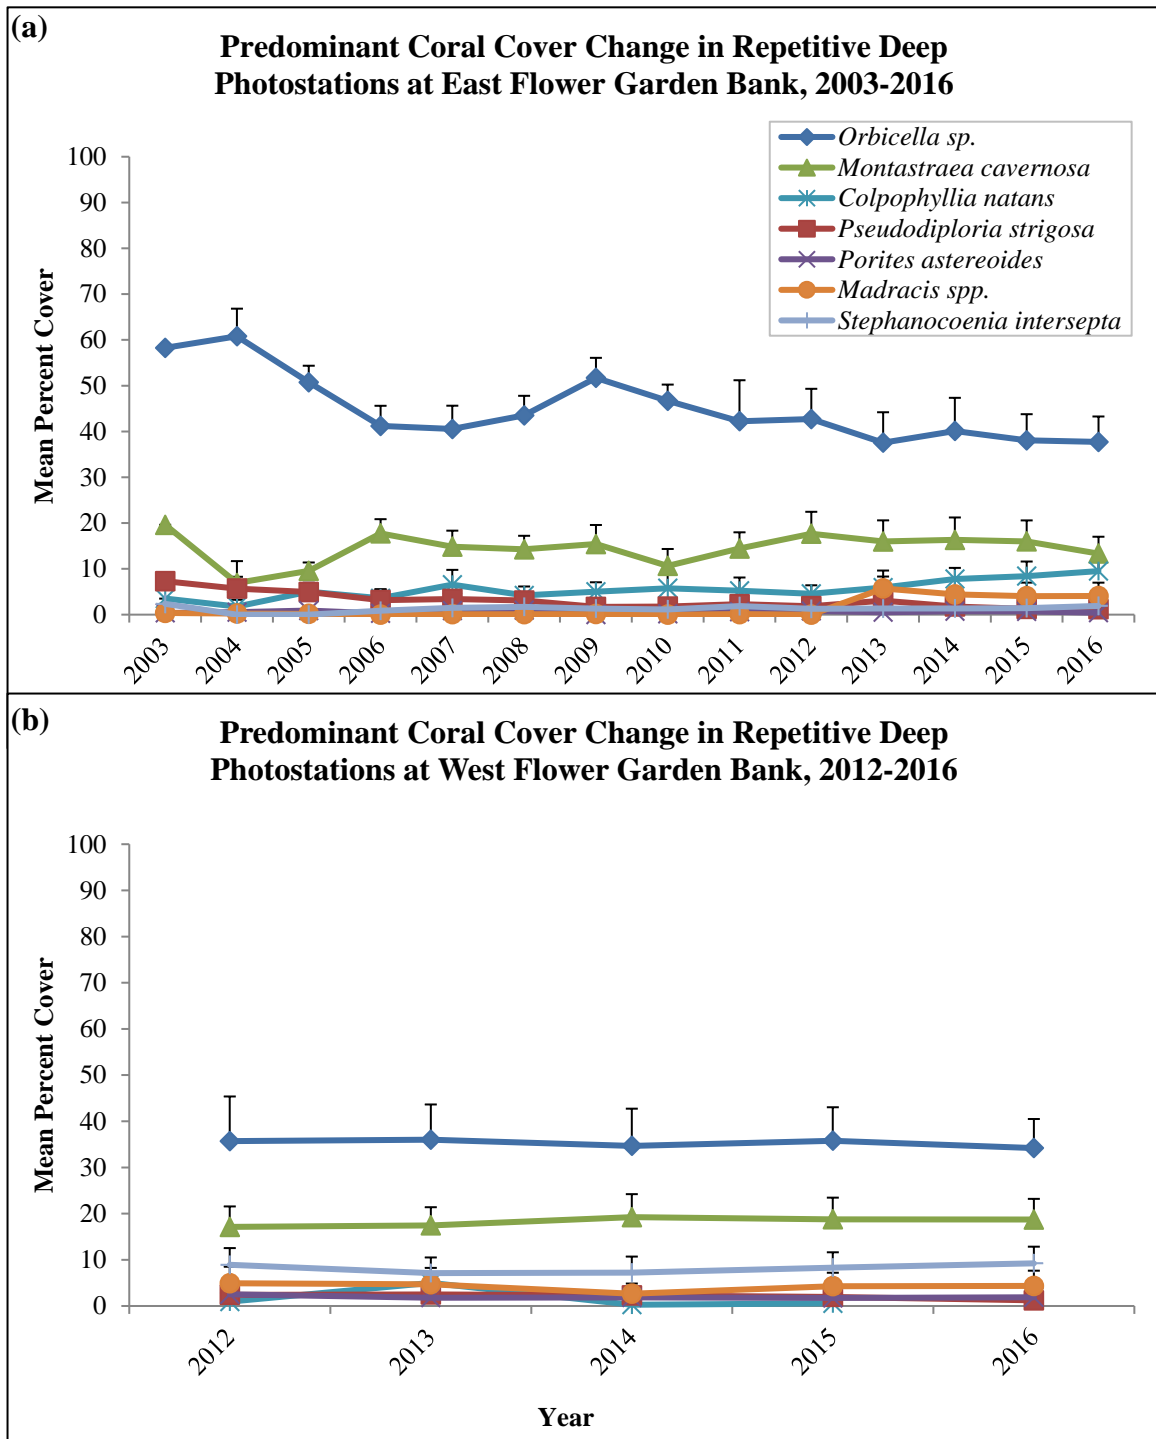 (a)
Predominant Coral Cover Change in Repetitive Deep
Photostations at East Flower Garden Bank, 2003-2016
Orbicella sp.
Montastraea cavernosa
Colpophyllia natans
Pseudodiploria strigosa
Porites astereoides
Madracis spp.
Stephanocoenia intersepta
Mean Percent Cover
100
90
80
70
60
50
40
30
20
10
0
2003
2004
2005
2006
2007
2008
2009
2010
2011
2012
2013
2014
2015
2016
(b)
Predominant Coral Cover Change in Repetitive Deep
Photostations at West Flower Garden Bank, 2012-2016
Mean Percent Cover
100
90
80
70
60
50
40
30
20
10
0
2012
2013
2014
2015
2016
Year